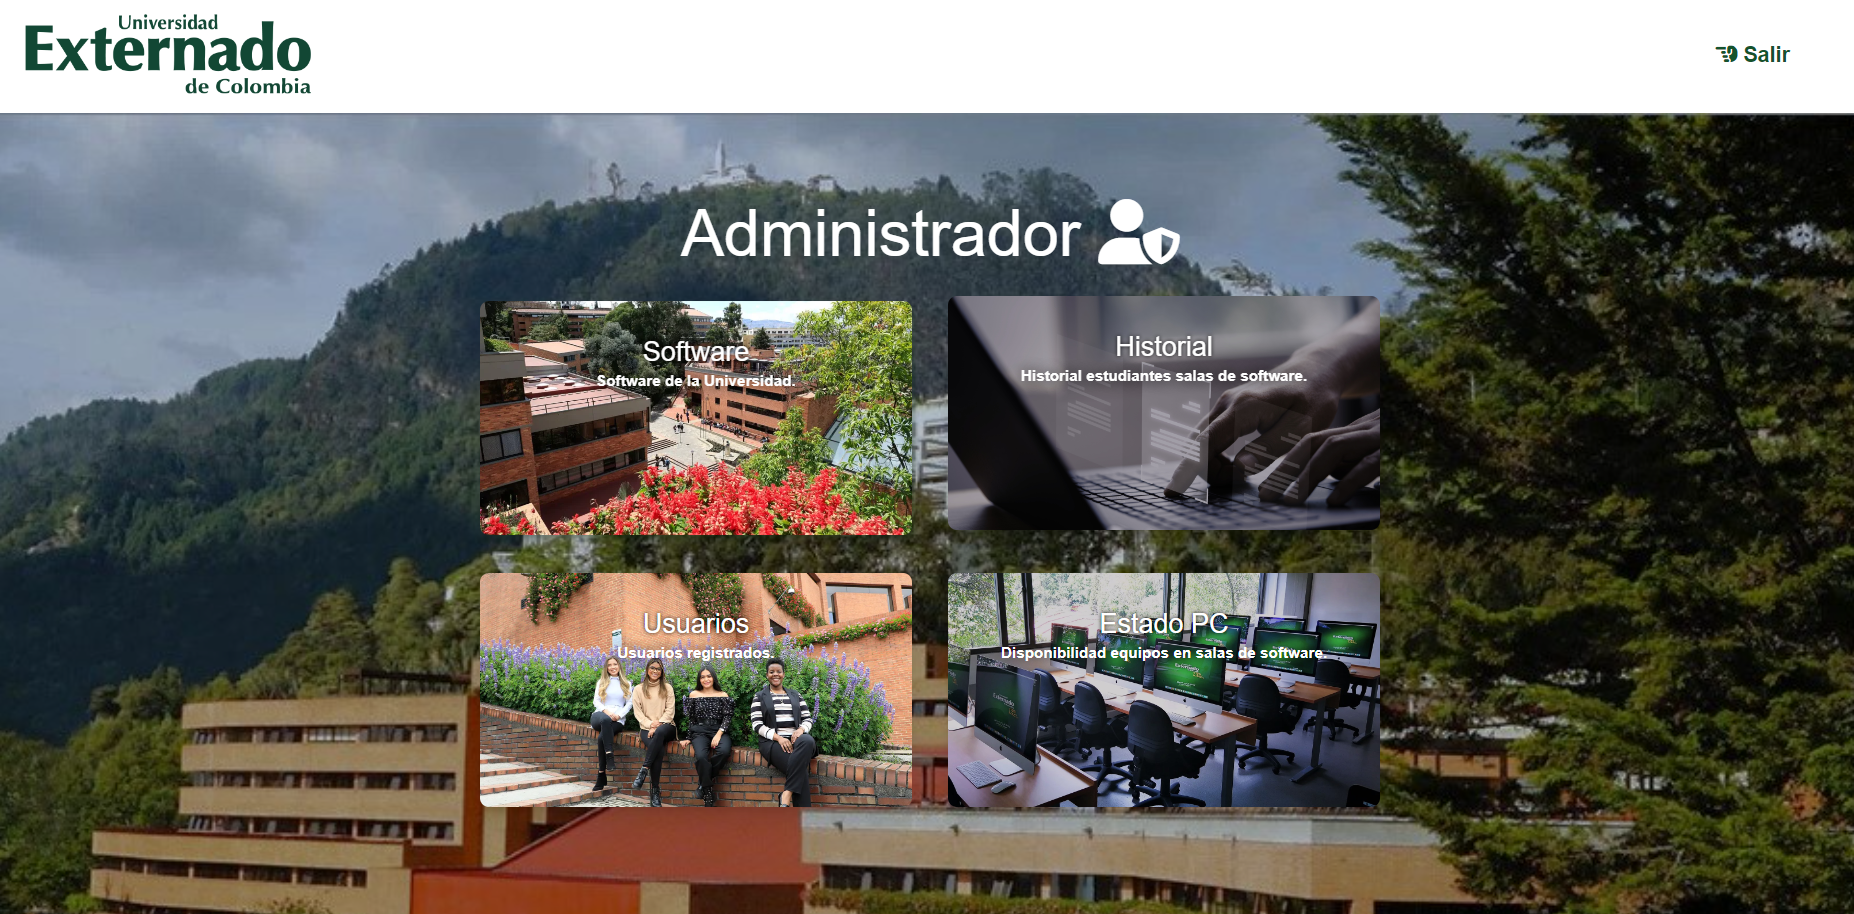 Universidad
Externado
de Colombia
Salir
Administrador
Software
Software de la Universidad.
Historial
Historial estudiantes salas de software.
Usuarios
Usuarios registrados.
Estado PC
Disponibilidad equipos en salas de software.